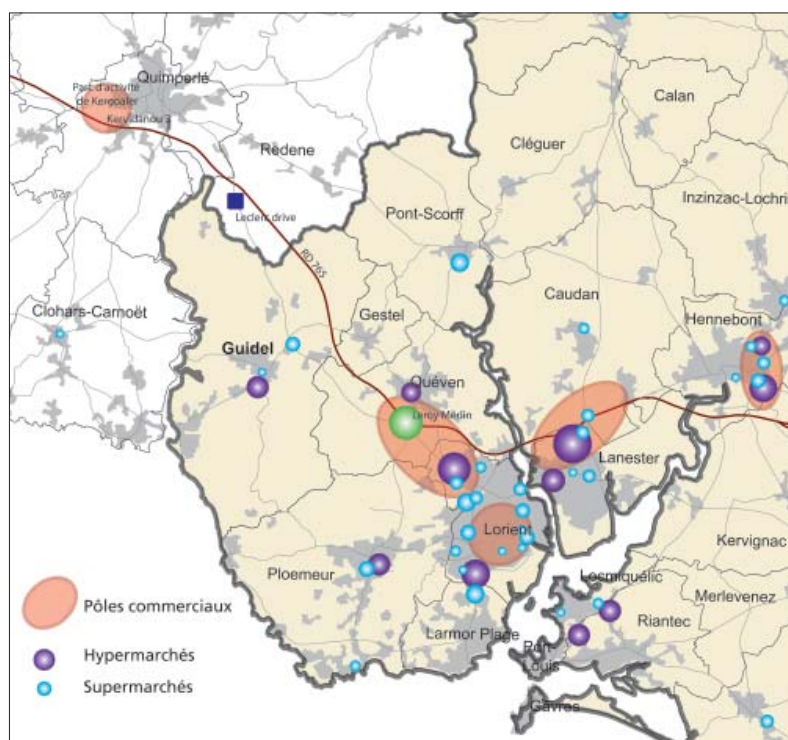 Quimperlé
Parc d'activité
de Kergoaler
Kervidanou 3
Rédéné
Leclerc drive
RD 765
Calan
Cléguer
Inzinzac-Lochri
Pont-Scorff
Clohars-Carnoët
Gestel
Caudan
Hennebont
Guidel
Quéven
Leroy Merlin
Lanester
Lorient
Kervignac
Ploemeur
Locmiquélic
Merlevenez
Riantec
Larmor Plage
Port-
Louis
Gâvres
Pôles commerciaux
Hypermarchés
Supermarchés